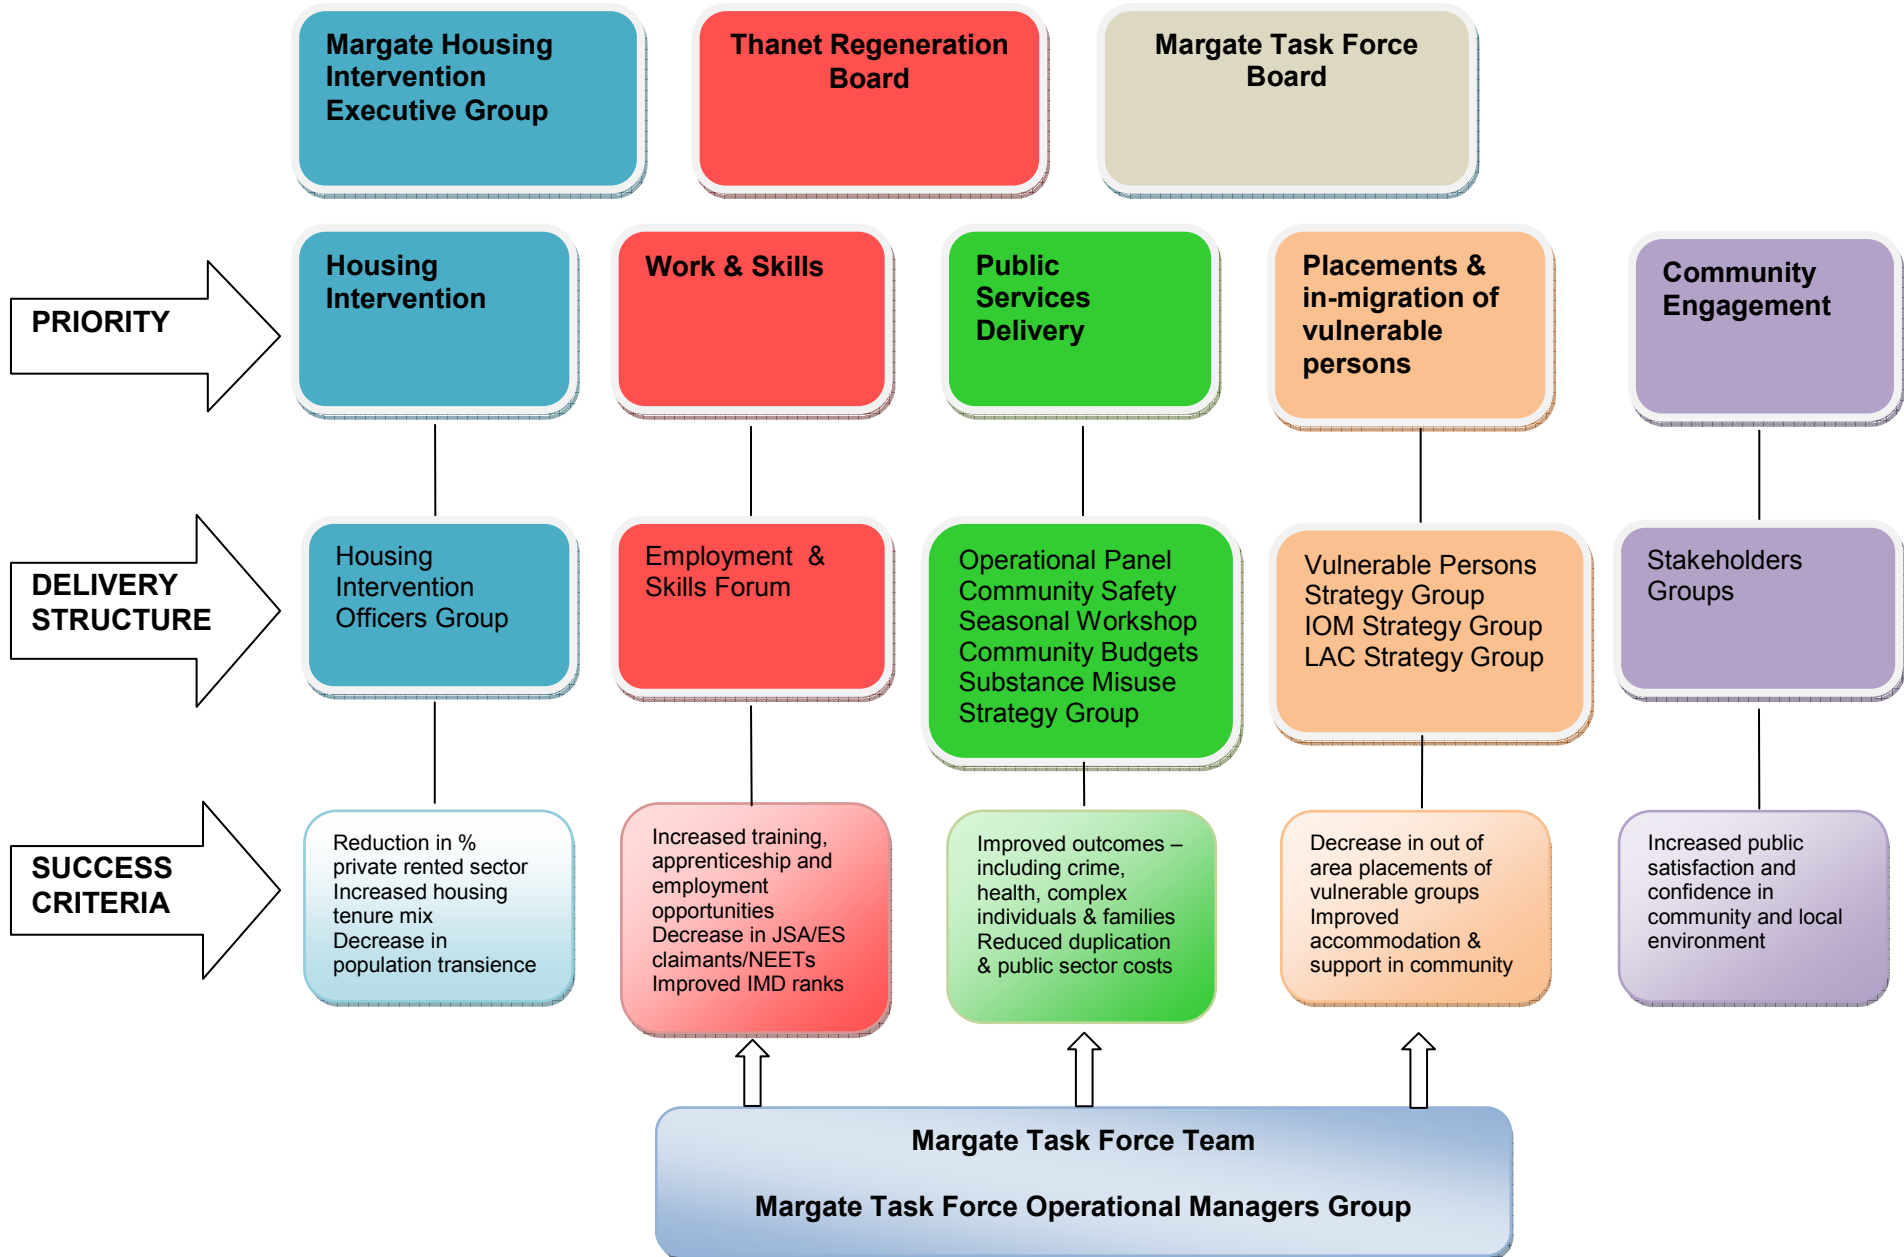 Margate Housing
Intervention
Executive Group
Thanet Regeneration
Board
Margate Task Force
Board
PRIORITY
Housing
Intervention
Work & Skills
Public
Services
Delivery
Placements &
in-migration of
vulnerable
persons
Community
Engagement
DELIVERY
STRUCTURE
Housing
Intervention
Officers Group
Employment &
Skills Forum
Operational Panel
Community Safety
Seasonal Workshop
Community Budgets
Substance Misuse
Strategy Group
Vulnerable Persons
Strategy Group
IOM Strategy Group
LAC Strategy Group
Stakeholders
Groups
SUCCESS
CRITERIA
Reduction in %
private rented sector
Increased housing
tenure mix
Decrease in
population transience
Increased training,
apprenticeship and
employment
opportunities
Decrease in JSA/ES
claimants/NEETs
Improved IMD ranks
Improved outcomes –
including crime,
health, complex
individuals & families
Reduced duplication
& public sector costs
Decrease in out of
area placements of
vulnerable groups
Improved
accommodation &
support in community
Increased public
satisfaction and
confidence in
community and local
environment
Margate Task Force Team
Margate Task Force Operational Managers Group